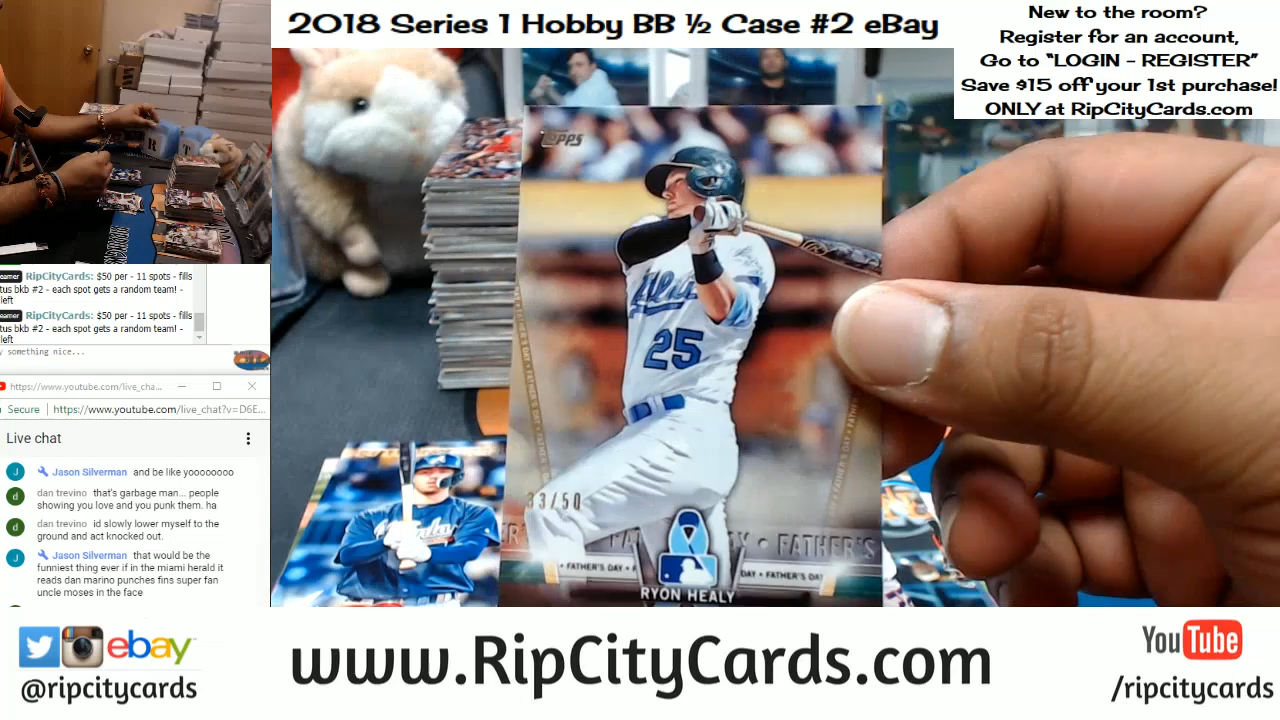 2018 Series 1 Hobby BB ½ Case #2 eBay
New to the room?
Register for an account,
Go to “LOGIN - REGISTER”
Save $15 off your 1st purchase!
ONLY at RipCityCards.com
eamer RipCityCards: $50 per - 11 spots - fills
tus bkb #2 - each spot gets a random team! -
left
eamer RipCityCards: $50 per - 11 spots - fills
tus bkb #2 - each spot gets a random team! -
left
y something nice...
https://www.youtube.com/live_cha...
Secure https://www.youtube.com/live_chat?v=D6E...
Live chat
J Jason Silverman and be like yoooooooo
d dan trevino that's garbage man... people
showing you love and you punk them. ha
d dan trevino id slowly lower myself to the
ground and act knocked out.
J Jason Silverman that would be the
funniest thing ever if in the miami herald it
reads dan marino punches fins super fan
uncle moses in the face
Topps
25
33/50
FATHER'S
FATHER'S DAY
DAY • FATHER'S DAY
RYON HEALY
ebay
@ripcitycards
www.RipCityCards.com
YouTube
/ripcitycards